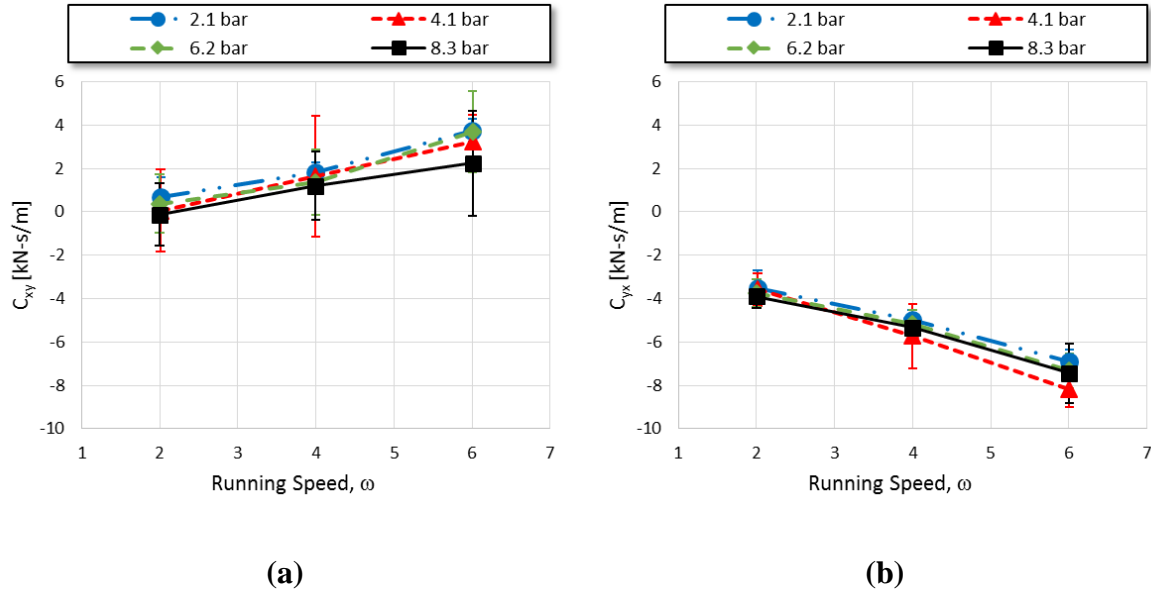 2.1 bar 4.1 bar
6.2 bar 8.3 bar
6
4
2
0
-2
-4
-6
-8
-10
C_xy [kN-s/m]
1 2 3 4 5 6 7
Running Speed, ω
(a)
2.1 bar 4.1 bar
6.2 bar 8.3 bar
6
4
2
0
-2
-4
-6
-8
-10
C_yx [kN-s/m]
1 2 3 4 5 6 7
Running Speed, ω
(b)